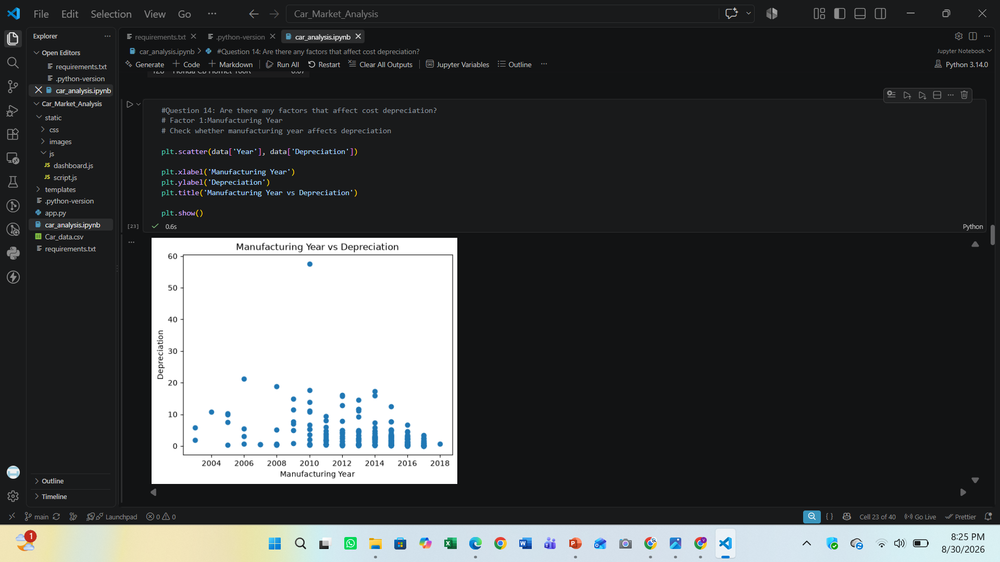 File Edit Selection View Go
Car_Market_Analysis
Explorer
requirements.txt
.python-version
car_analysis.ipynb
Open Editors
requirements.txt
.python-version
car_analysis.ipynb
Car_Market_Analysis
static
css
images
js
JS dashboard.js
JS script.js
templates
.python-version
app.py
car_analysis.ipynb
Car_data.csv
requirements.txt
Outline
Timeline
car_analysis.ipynb > #Question 14: Are there any factors that affect cost depreciation?
Jupyter Notebook
Generate + Code + Markdown Run All Restart Clear All Outputs Jupyter Variables Outline
Python 3.14.0
#Question 14: Are there any factors that affect cost depreciation?
# Factor 1:Manufacturing Year
# Check whether manufacturing year affects depreciation
plt.scatter(data['Year'], data['Depreciation'])
plt.xlabel('Manufacturing Year')
plt.ylabel('Depreciation')
plt.title('Manufacturing Year vs Depreciation')
plt.show()
[23]
0.6s
Python
Manufacturing Year vs Depreciation
60
50
40
30
20
10
0
Depreciation
2004 2006 2008 2010 2012 2014 2016 2018
Manufacturing Year
main
Launchpad
0 0
{ }
Cell 23 of 40
Go Live
Prettier
1
8:25 PM
8/30/2026